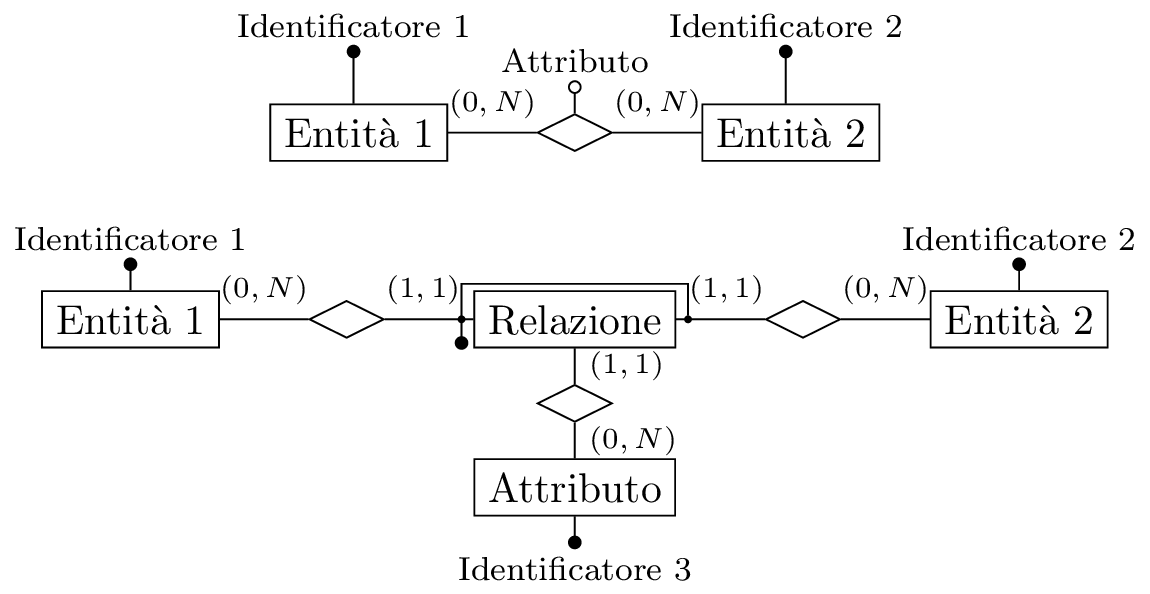 Identificatore 1
Identificatore 2
Attributo
(0, N)
(0, N)
Entità 1
Entità 2
Identificatore 1
Identificatore 2
(0, N)
(1, 1)
(1, 1)
(0, N)
Entità 1
Relazione
Entità 2
(1, 1)
(0, N)
Attributo
Identificatore 3